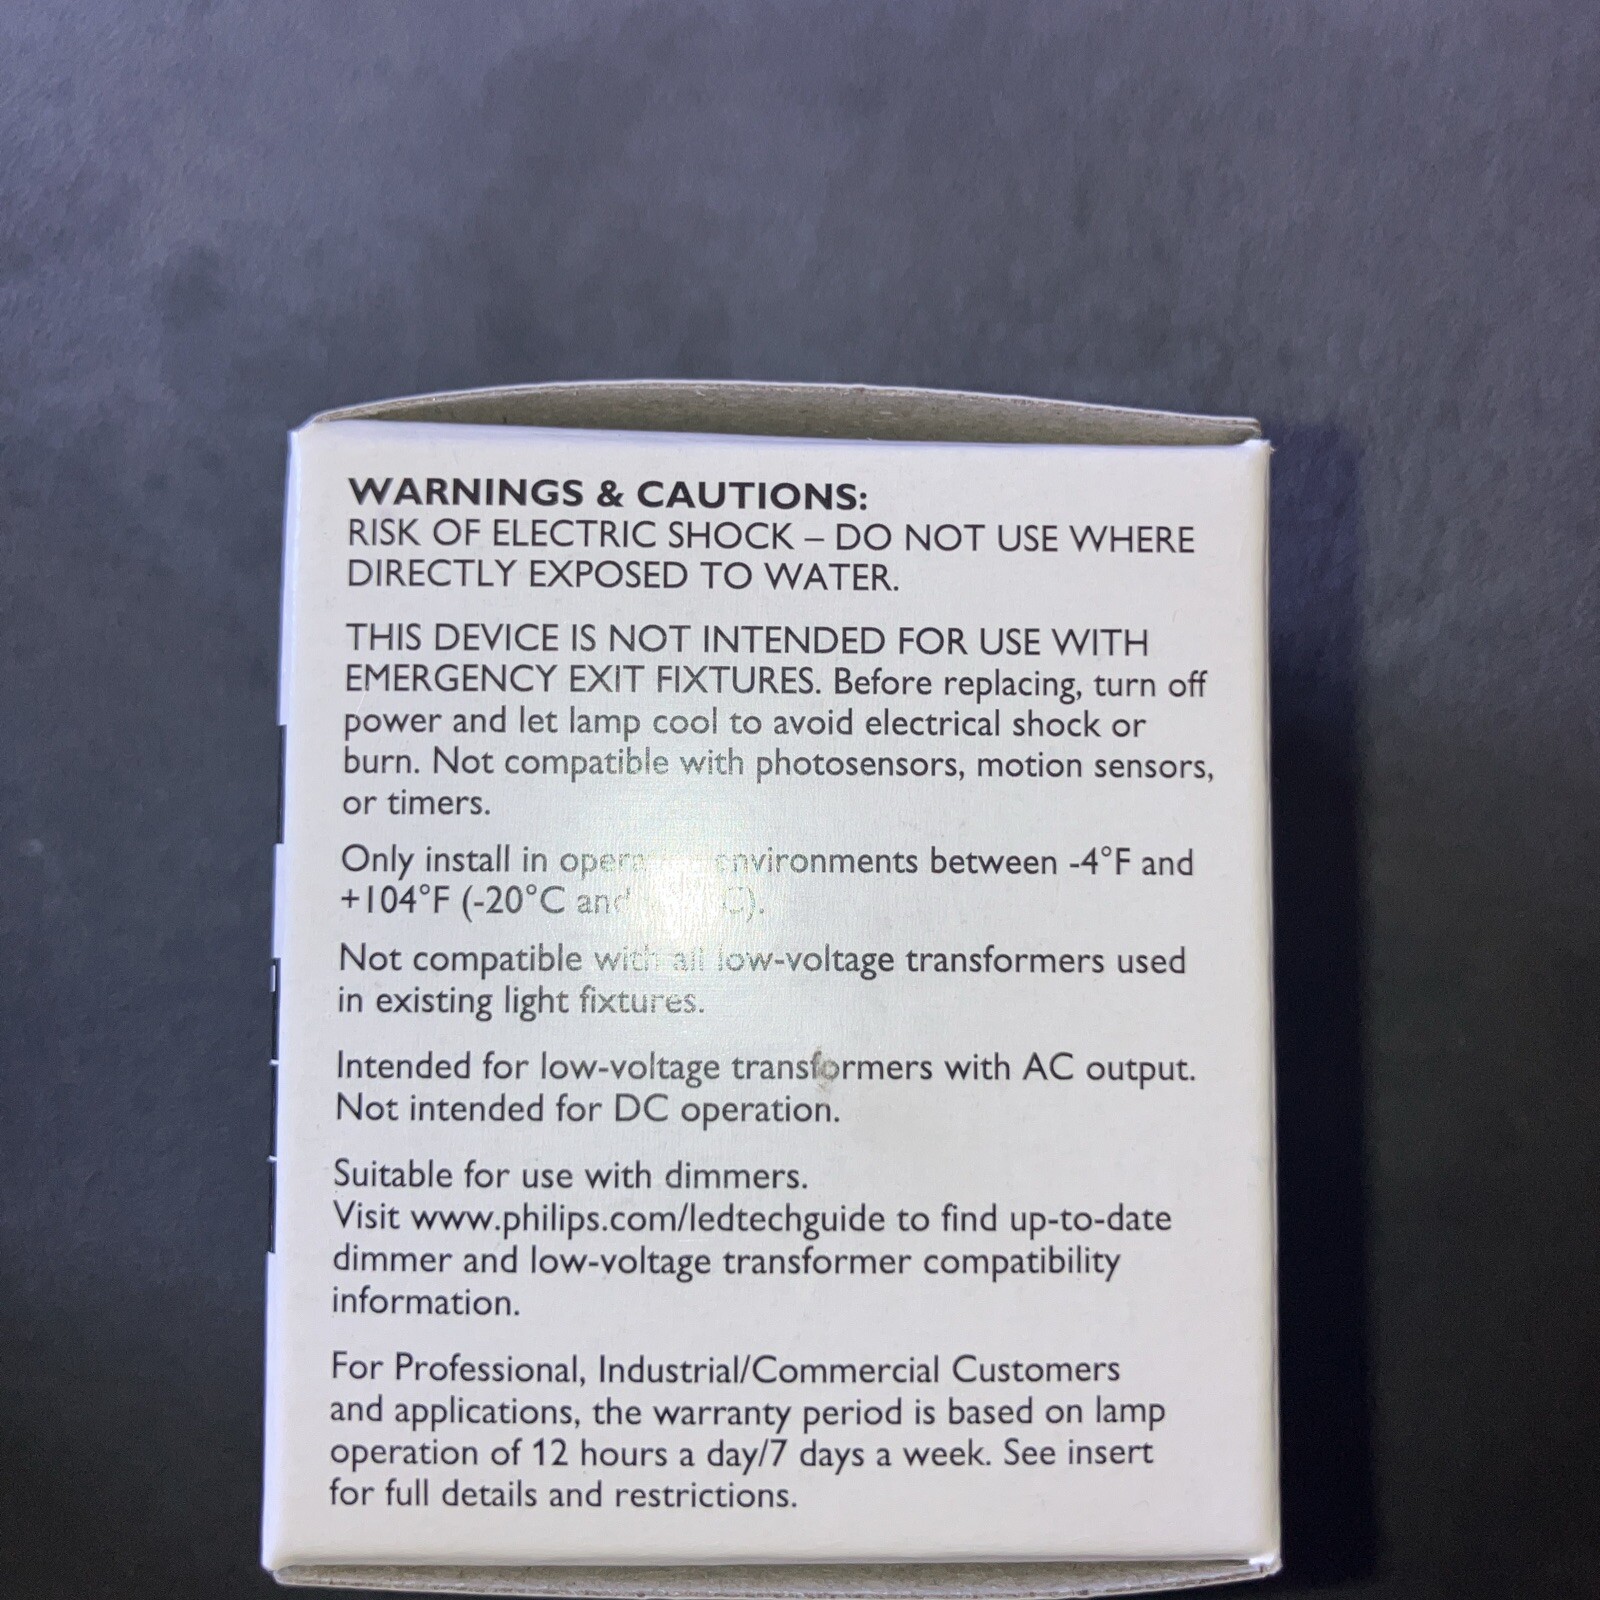 WARNINGS & CAUTIONS:
RISK OF ELECTRIC SHOCK – DO NOT USE WHERE
DIRECTLY EXPOSED TO WATER.
THIS DEVICE IS NOT INTENDED FOR USE WITH
EMERGENCY EXIT FIXTURES. Before replacing, turn off
power and let lamp cool to avoid electrical shock or
burn. Not compatible with photosensors, motion sensors,
or timers.
Only install in environments between -4°F and
+104°F (-20°C and C).
Not compatible with all low-voltage transformers used
in existing light fixtures.
Intended for low-voltage transformers with AC output.
Not intended for DC operation.
Suitable for use with dimmers.
Visit www.philips.com/ledtechguide to find up-to-date
dimmer and low-voltage transformer compatibility
information.
For Professional, Industrial/Commercial Customers
and applications, the warranty period is based on lamp
operation of 12 hours a day/7 days a week. See insert
for full details and restrictions.